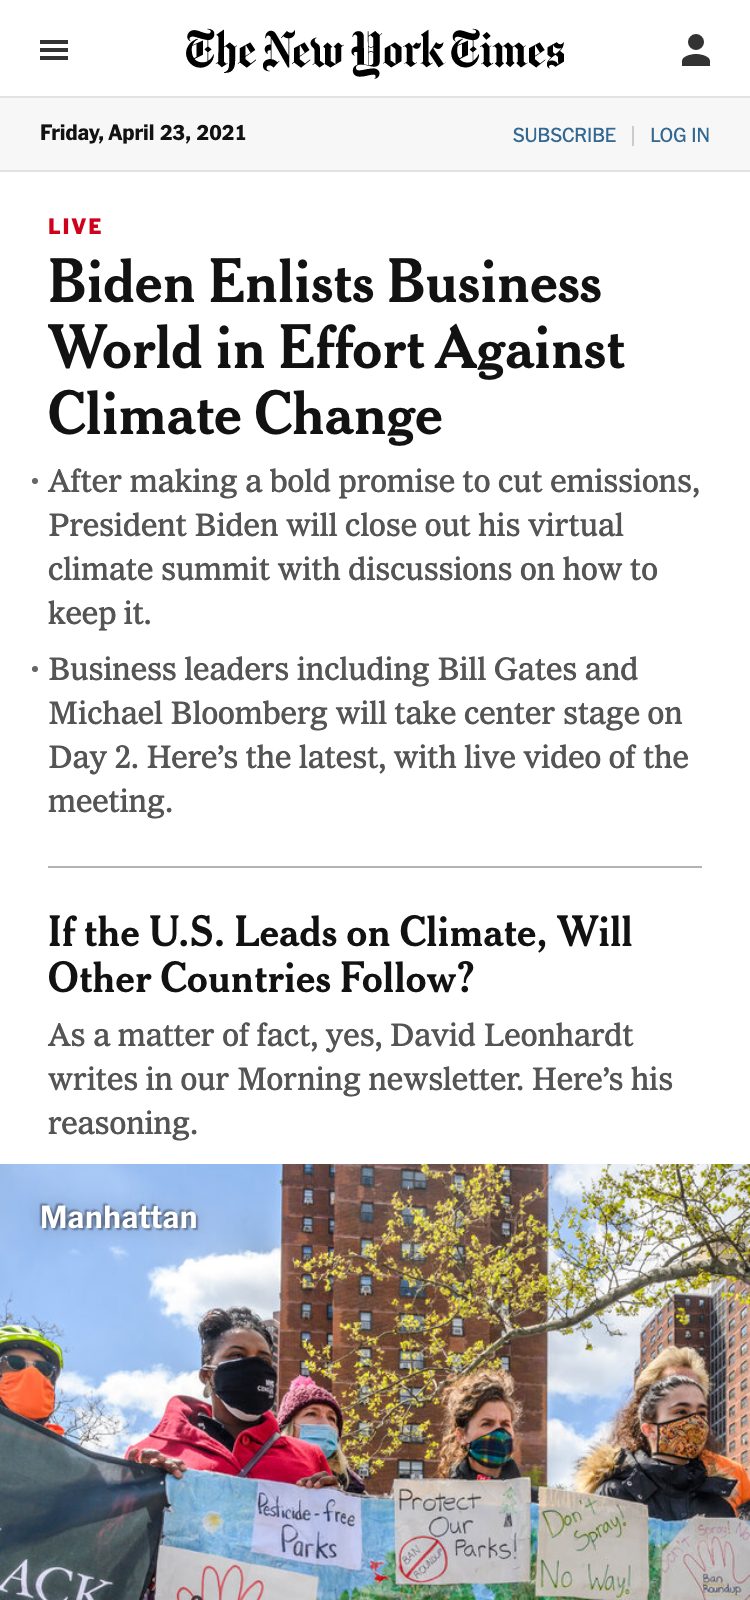 The New York Times
Friday, April 23, 2021
SUBSCRIBE | LOG IN
LIVE
Biden Enlists Business
World in Effort Against
Climate Change
• After making a bold promise to cut emissions,
President Biden will close out his virtual
climate summit with discussions on how to
keep it.
• Business leaders including Bill Gates and
Michael Bloomberg will take center stage on
Day 2. Here’s the latest, with live video of the
meeting.
If the U.S. Leads on Climate, Will
Other Countries Follow?
As a matter of fact, yes, David Leonhardt
writes in our Morning newsletter. Here’s his
reasoning.
Manhattan
Pesticide-free
Parks
Protect
Our
Parks!
BAN
ROUNDUP
Don't
Spray!
No Way!
Don't Spray!
Ban
Roundup
ACK